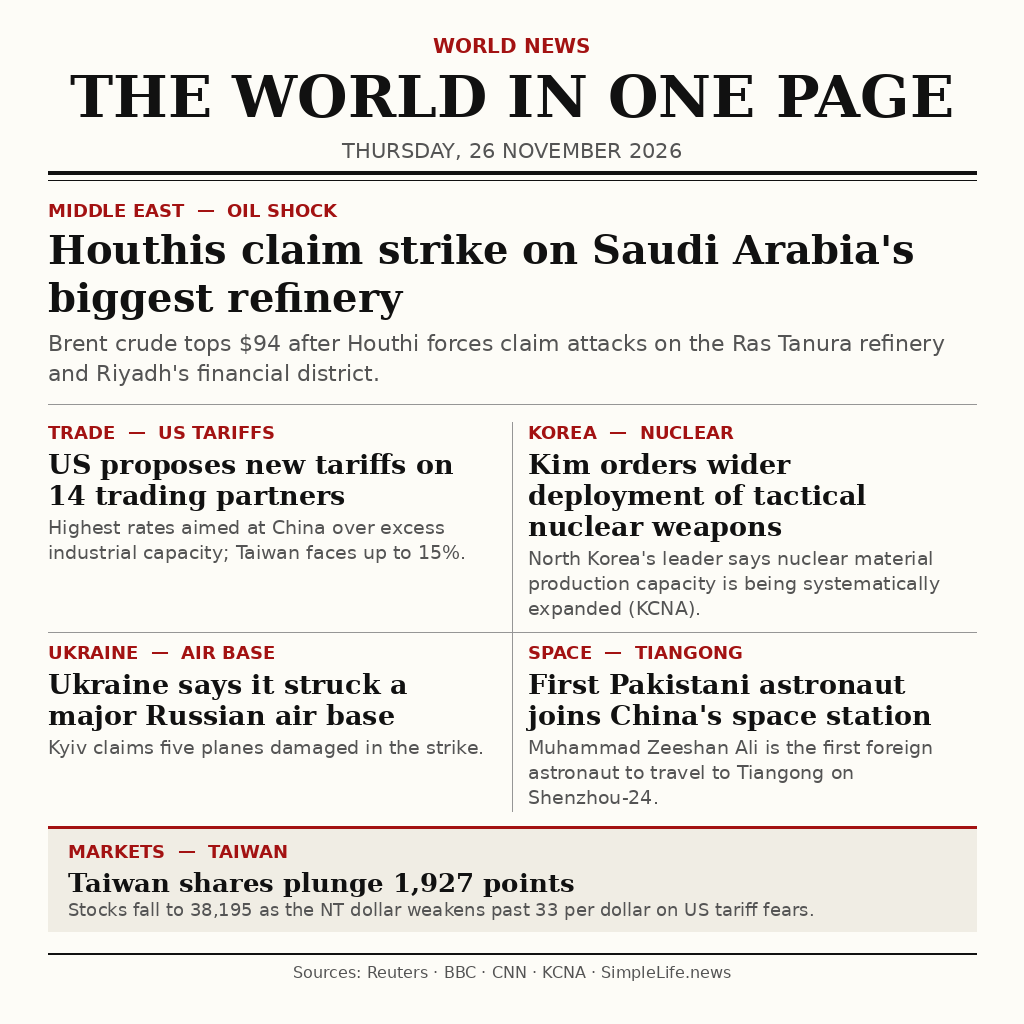 WORLD NEWS
THE WORLD IN ONE PAGE
THURSDAY, 26 NOVEMBER 2026
MIDDLE EAST — OIL SHOCK
Houthis claim strike on Saudi Arabia's
biggest refinery
Brent crude tops $94 after Houthi forces claim attacks on the Ras Tanura refinery
and Riyadh's financial district.
TRADE — US TARIFFS
US proposes new tariffs on
14 trading partners
Highest rates aimed at China over excess
industrial capacity; Taiwan faces up to 15%.
KOREA — NUCLEAR
Kim orders wider
deployment of tactical
nuclear weapons
North Korea's leader says nuclear material
production capacity is being systematically
expanded (KCNA).
UKRAINE — AIR BASE
Ukraine says it struck a
major Russian air base
Kyiv claims five planes damaged in the strike.
SPACE — TIANGONG
First Pakistani astronaut
joins China's space station
Muhammad Zeeshan Ali is the first foreign
astronaut to travel to Tiangong on
Shenzhou-24.
MARKETS — TAIWAN
Taiwan shares plunge 1,927 points
Stocks fall to 38,195 as the NT dollar weakens past 33 per dollar on US tariff fears.
Sources: Reuters · BBC · CNN · KCNA · SimpleLife.news